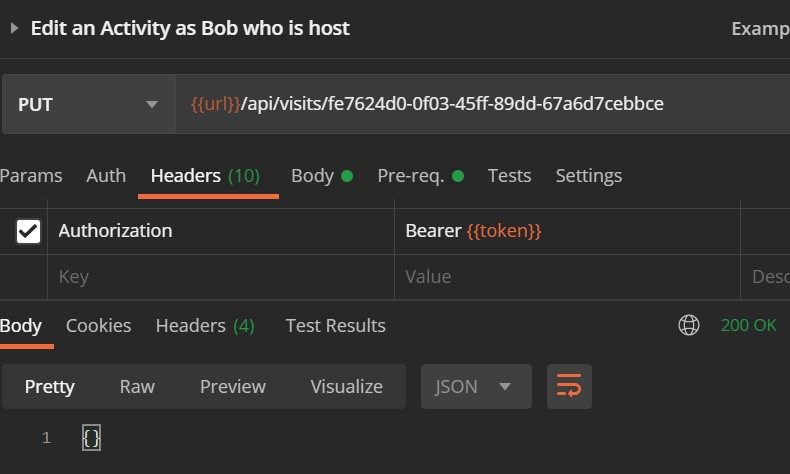 Edit an Activity as Bob who is host Examp
PUT {{url}}/api/visits/fe7624d0-0f03-45ff-89dd-67a6d7cebbce
Params Auth Headers (10) Body Pre-req. Tests Settings
Authorization Bearer {{token}}
Key Value Desc
Body Cookies Headers (4) Test Results 200 OK
Pretty Raw Preview Visualize JSON
1 {}